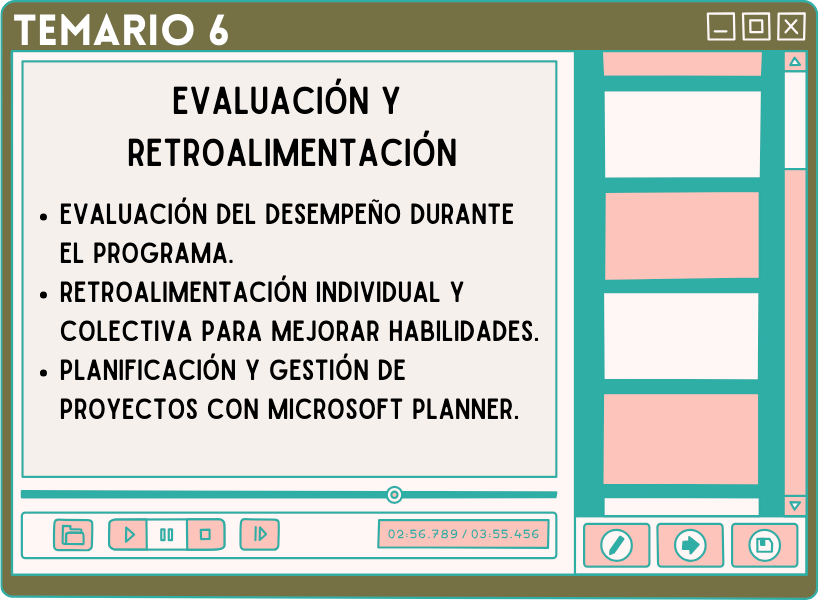 TEMARIO 6
EVALUACIÓN Y
RETROALIMENTACIÓN
• EVALUACIÓN DEL DESEMPEÑO DURANTE
EL PROGRAMA.
• RETROALIMENTACIÓN INDIVIDUAL Y
COLECTIVA PARA MEJORAR HABILIDADES.
• PLANIFICACIÓN Y GESTIÓN DE
PROYECTOS CON MICROSOFT PLANNER.
02:56.789 / 03:55.456